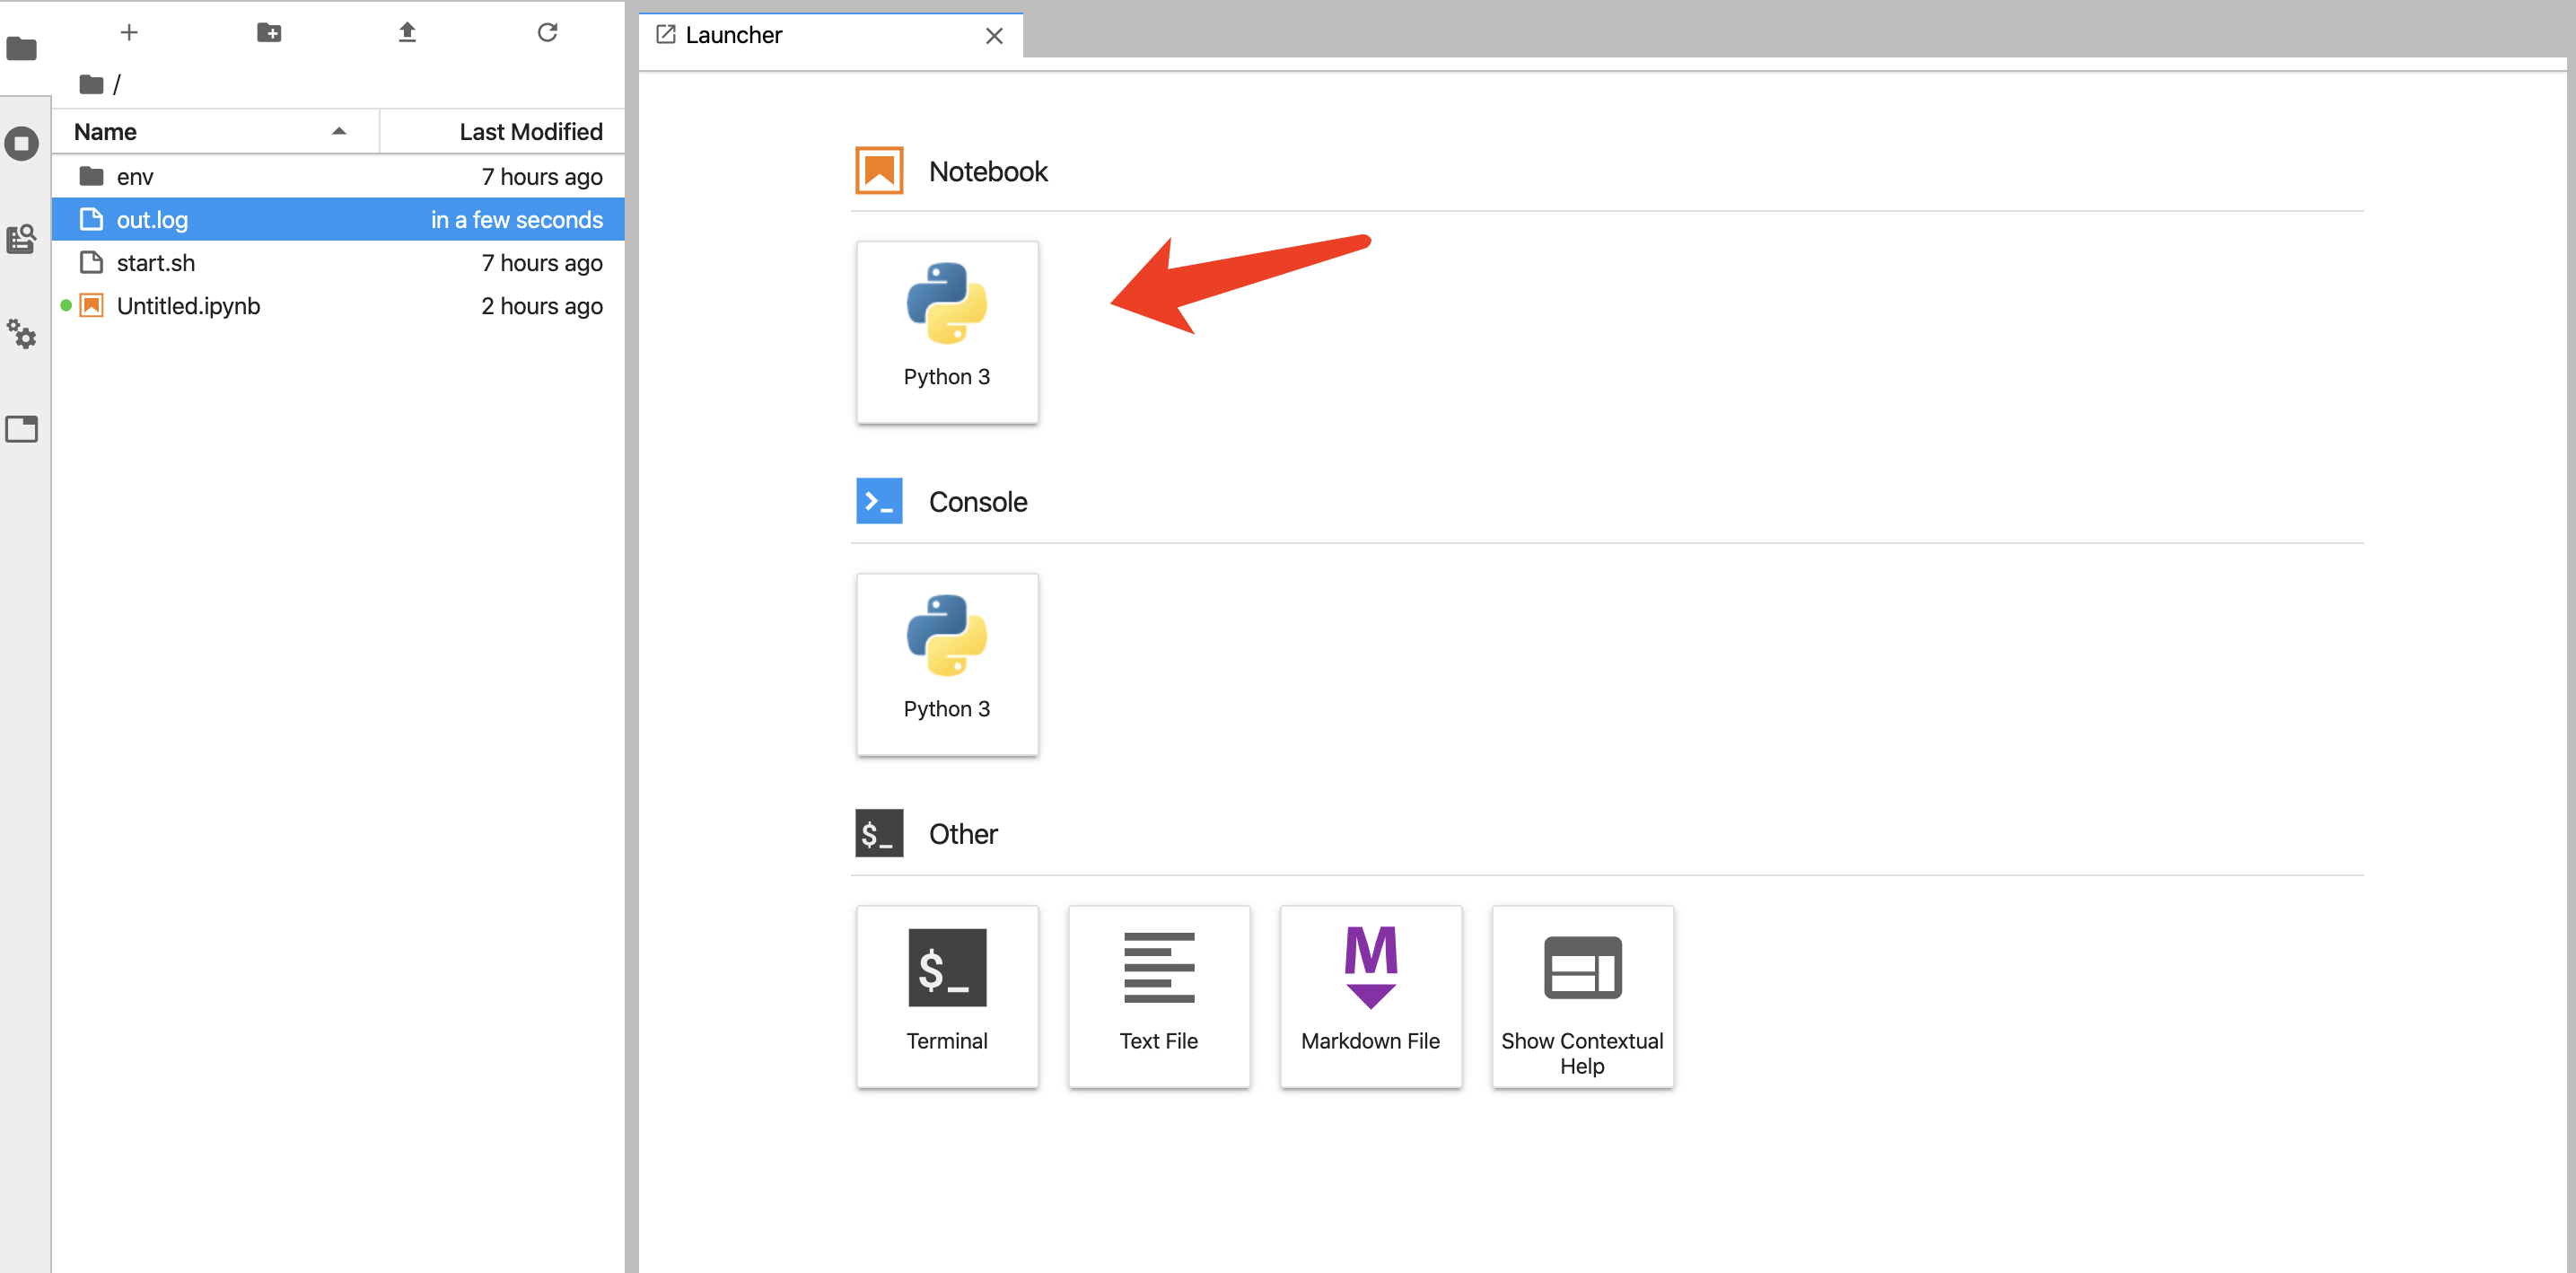 /
Name Last Modified
env 7 hours ago
out.log in a few seconds
start.sh 7 hours ago
Untitled.ipynb 2 hours ago
Launcher
Notebook
Python 3
Console
Python 3
$_ Other
$_
Terminal
Text File
M
Markdown File
Show Contextual
Help